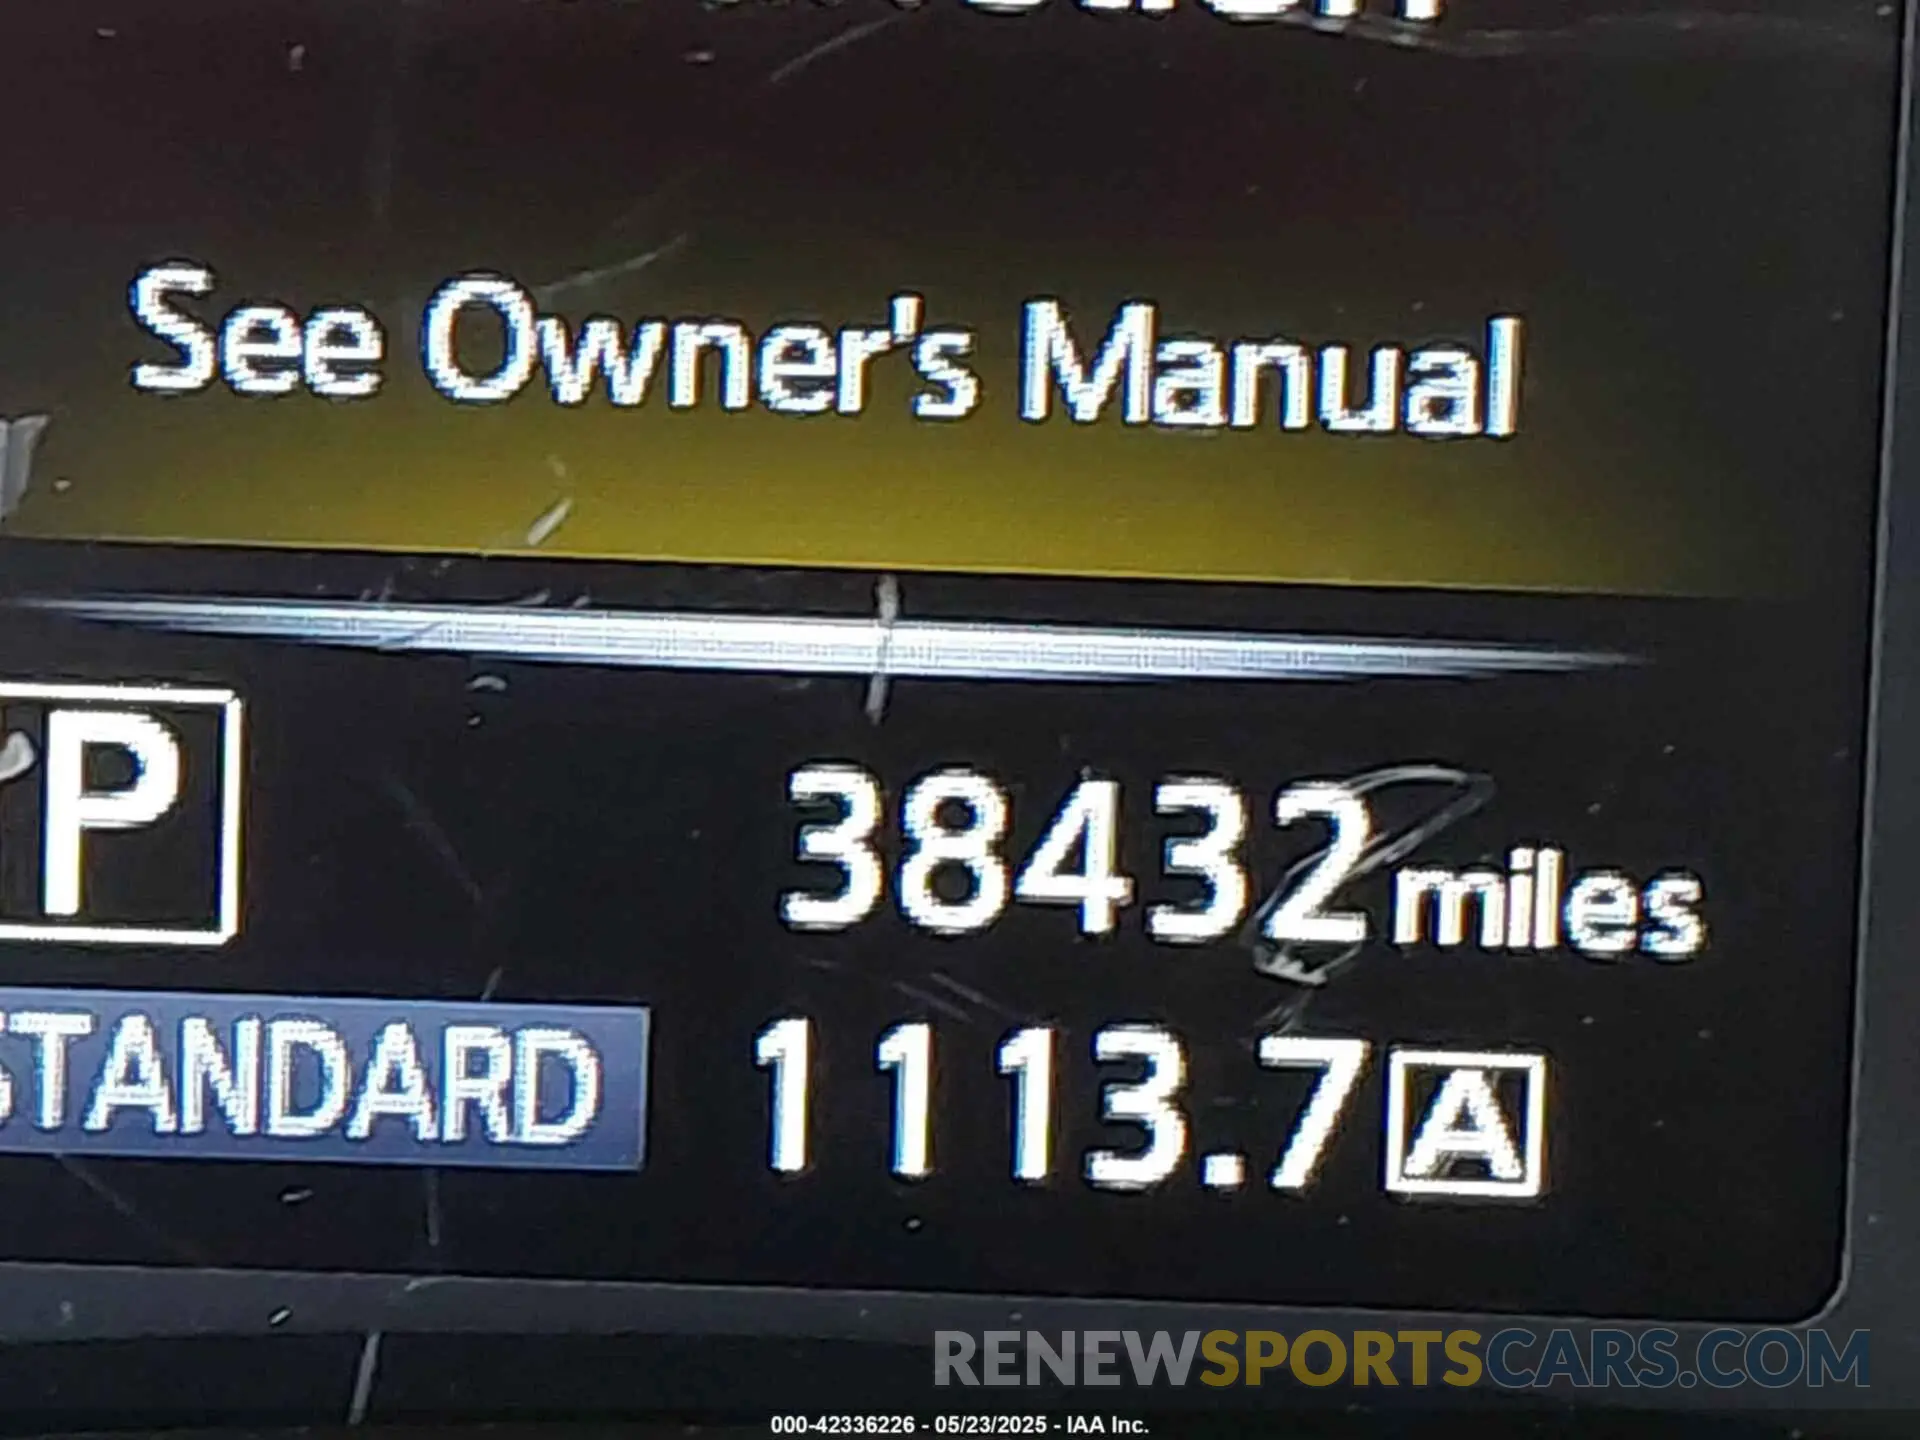 See Owner's Manual
P
38432 miles
STANDARD
1113.7 A
RENEWSPORTSCARS.COM
000-42336226 - 05/23/2025 - IAA Inc.